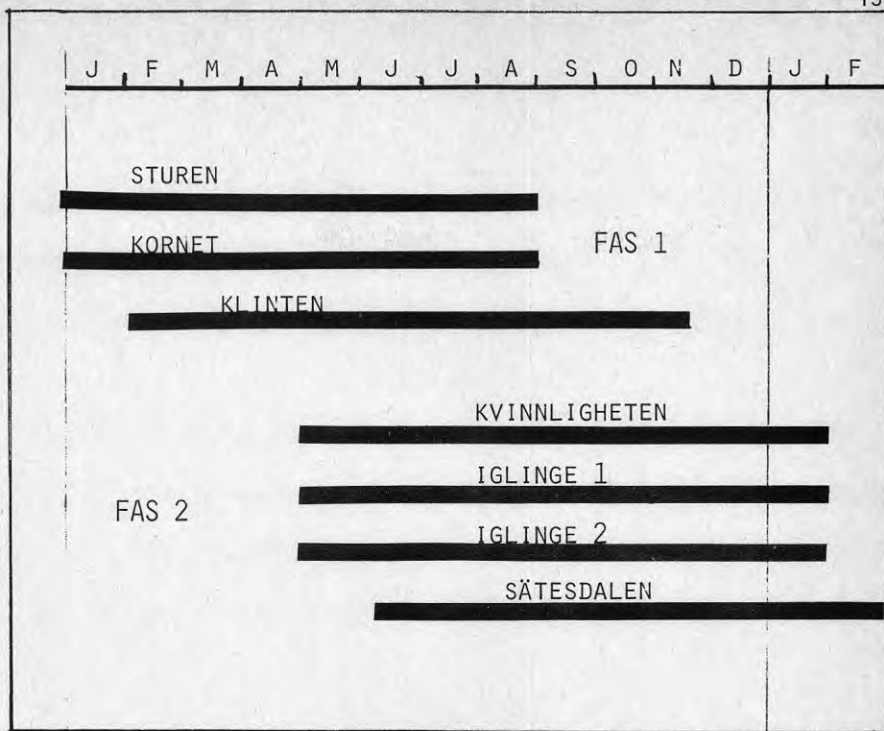 J F M A M J J A S O N D J F
STUREN
KORNET
FAS 1
KLINTEN
KVINNLIGHETEN
IGLINGE 1
FAS 2
IGLINGE 2
SÄTESDALEN